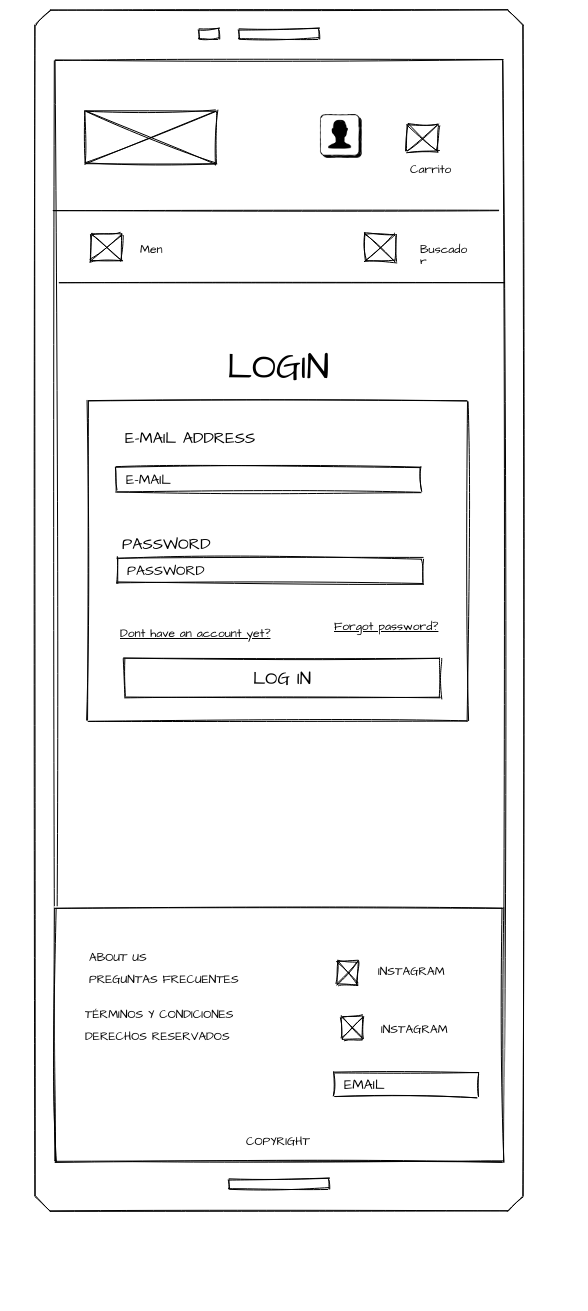 Carrito
Men
Buscado
r
LOGIN
E-MAIL ADDRESS
E-MAIL
PASSWORD
PASSWORD
Dont have an account yet?
Forgot password?
LOG IN
ABOUT US
PREGUNTAS FRECUENTES
TÉRMINOS Y CONDICIONES
DERECHOS RESERVADOS
INSTAGRAM
INSTAGRAM
EMAIL
COPYRIGHT